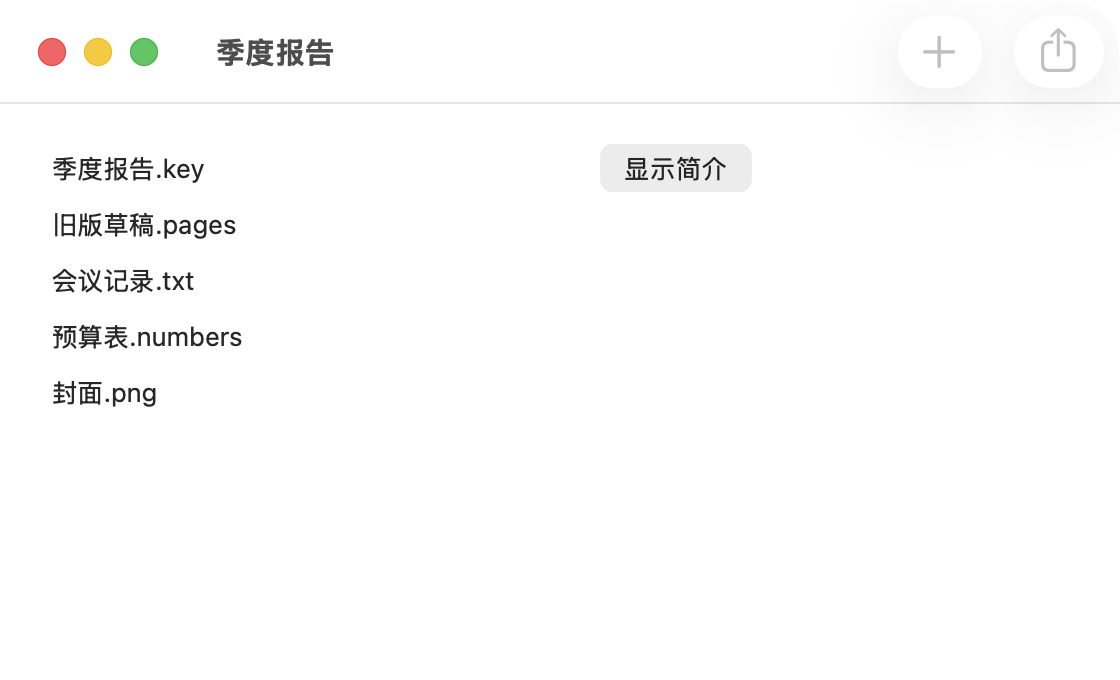 季度报告
季度报告.key
显示简介
旧版草稿.pages
会议记录.txt
预算表.numbers
封面.png